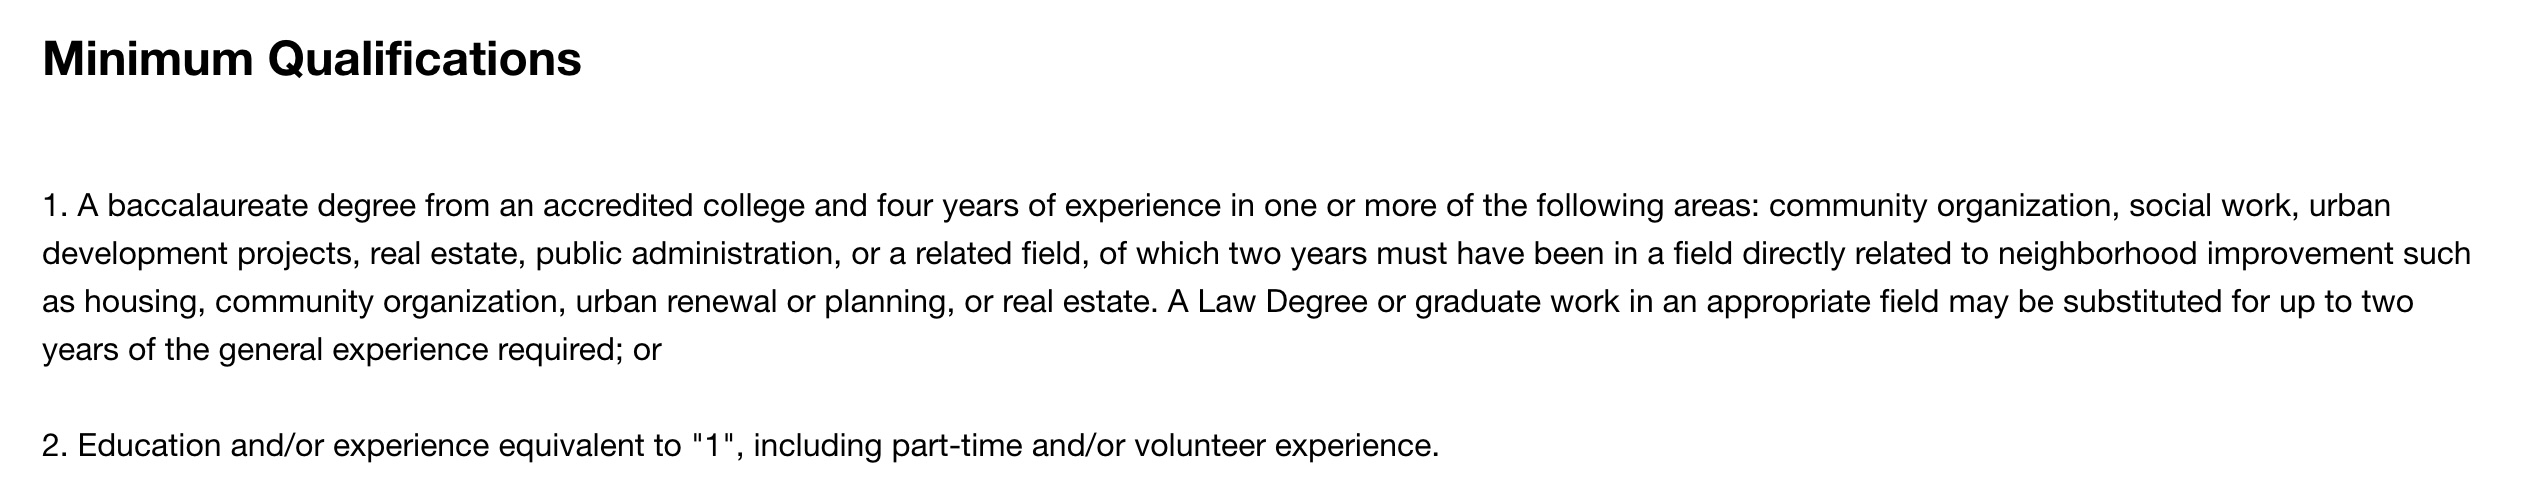 Minimum Qualifications
1. A baccalaureate degree from an accredited college and four years of experience in one or more of the following areas: community organization, social work, urban
development projects, real estate, public administration, or a related field, of which two years must have been in a field directly related to neighborhood improvement such
as housing, community organization, urban renewal or planning, or real estate. A Law Degree or graduate work in an appropriate field may be substituted for up to two
years of the general experience required; or
2. Education and/or experience equivalent to "1", including part-time and/or volunteer experience.